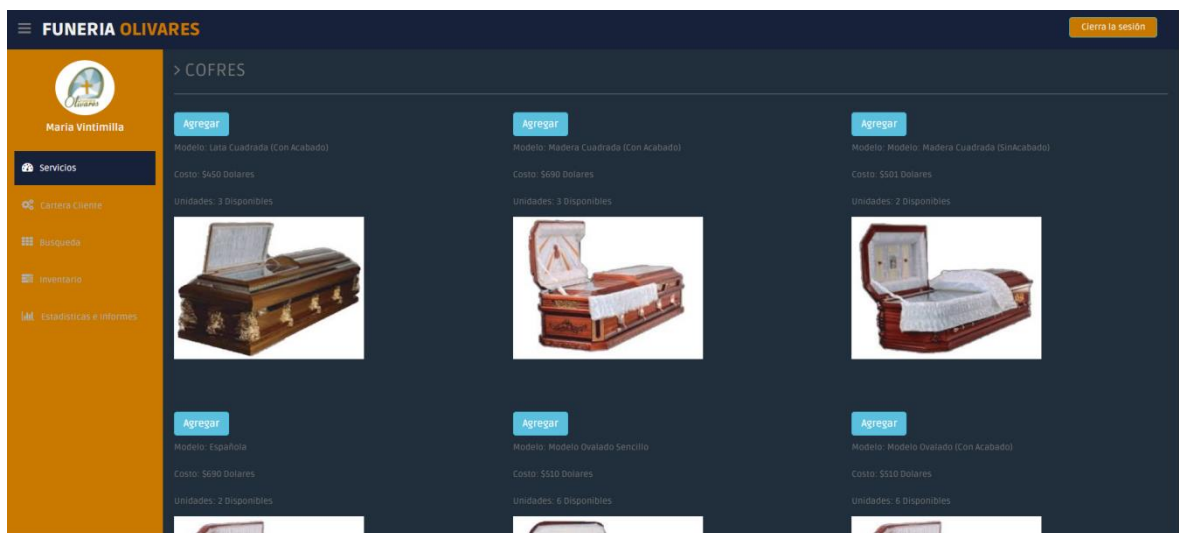 FUNERIA OLIVARES
Cierra la sesión
Olivares
Maria Vintimilla
Servicios
Cartera Cliente
Busqueda
Inventario
Estadisticas e Informes
> COFRES
Agregar
Modelo: Lata Cuadrada (Con Acabado)
Costo: $450 Dolares
Unidades: 3 Disponibles
Agregar
Modelo: Madera Cuadrada (Con Acabado)
Costo: $690 Dolares
Unidades: 3 Disponibles
Agregar
Modelo: Modelo: Madera Cuadrada (SinAcabado)
Costo: $501 Dolares
Unidades: 2 Disponibles
Agregar
Modelo: Española
Costo: $690 Dolares
Unidades: 2 Disponibles
Agregar
Modelo: Modelo Ovalado Sencillo
Costo: $510 Dolares
Unidades: 6 Disponibles
Agregar
Modelo: Modelo Ovalado (Con Acabado)
Costo: $510 Dolares
Unidades: 6 Disponibles